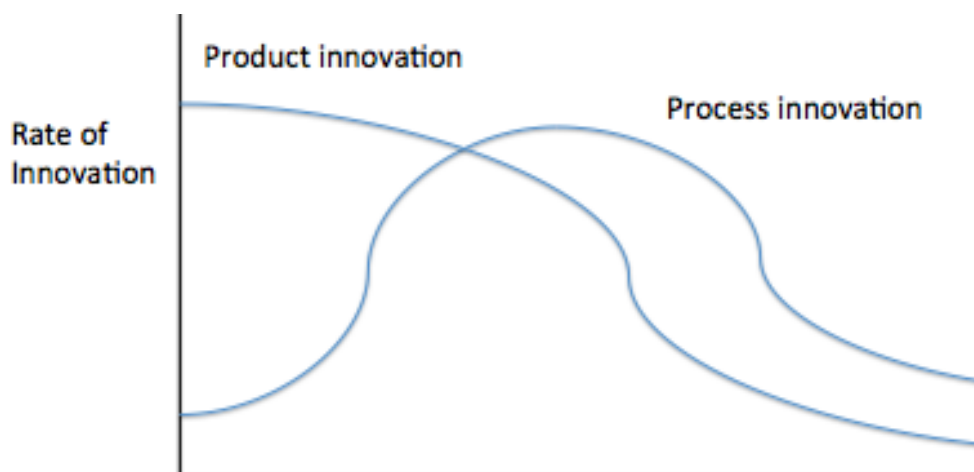 Product innovation
Process innovation
Rate of
Innovation